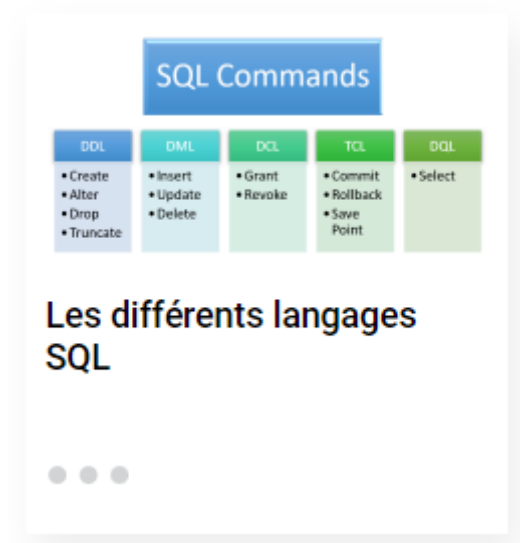 SQL Commands
DDL
• Create
• Alter
• Drop
• Truncate
DML
• Insert
• Update
• Delete
DCL
• Grant
• Revoke
TCL
• Commit
• Rollback
• Save
Point
DQL
• Select
Les différents langages
SQL